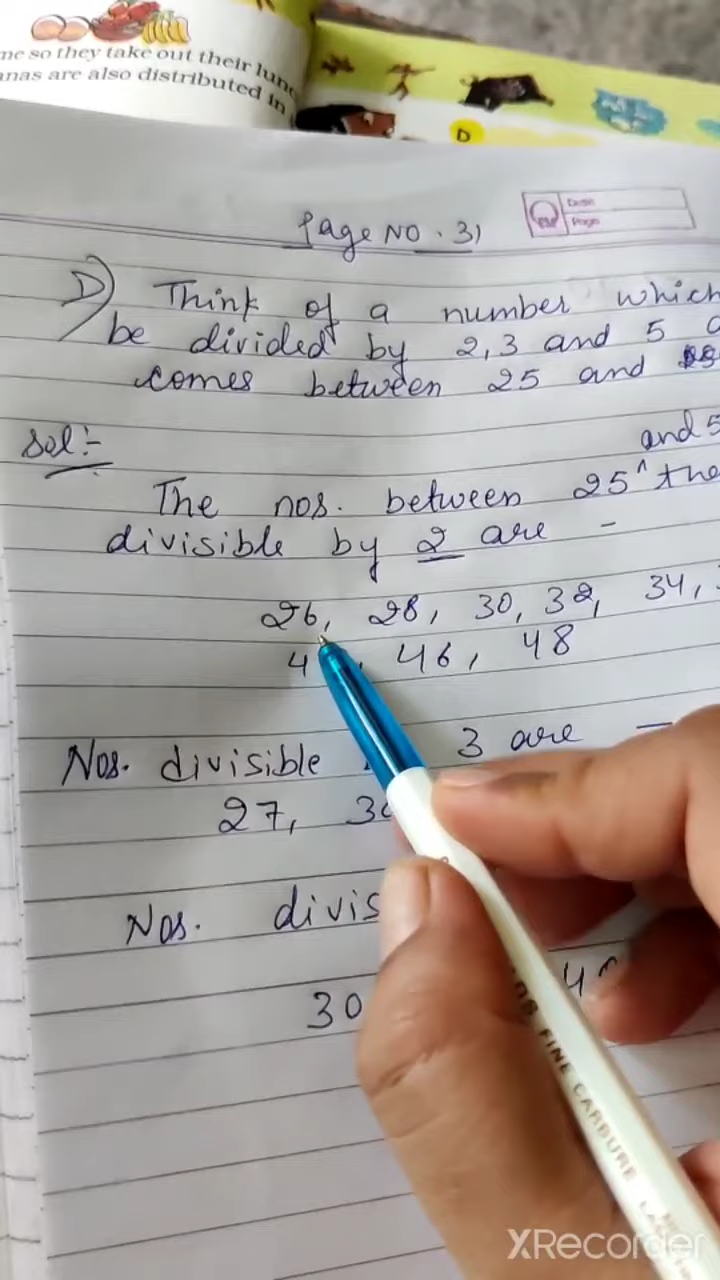 me so they take out their
anas are also distributed in
D
Date
Page
Page NO. 31
D) Think of a number which
be divided by 2, 3 and 5
comes between 25 and
Sol:-
and
The nos. between 25 ^ the
divisible by 2 are -
26, 28, 30, 32, 34,
46, 48
Nos. divisible 3 are -
27,
Nos.
30
FINE CARBURE
XRecorder